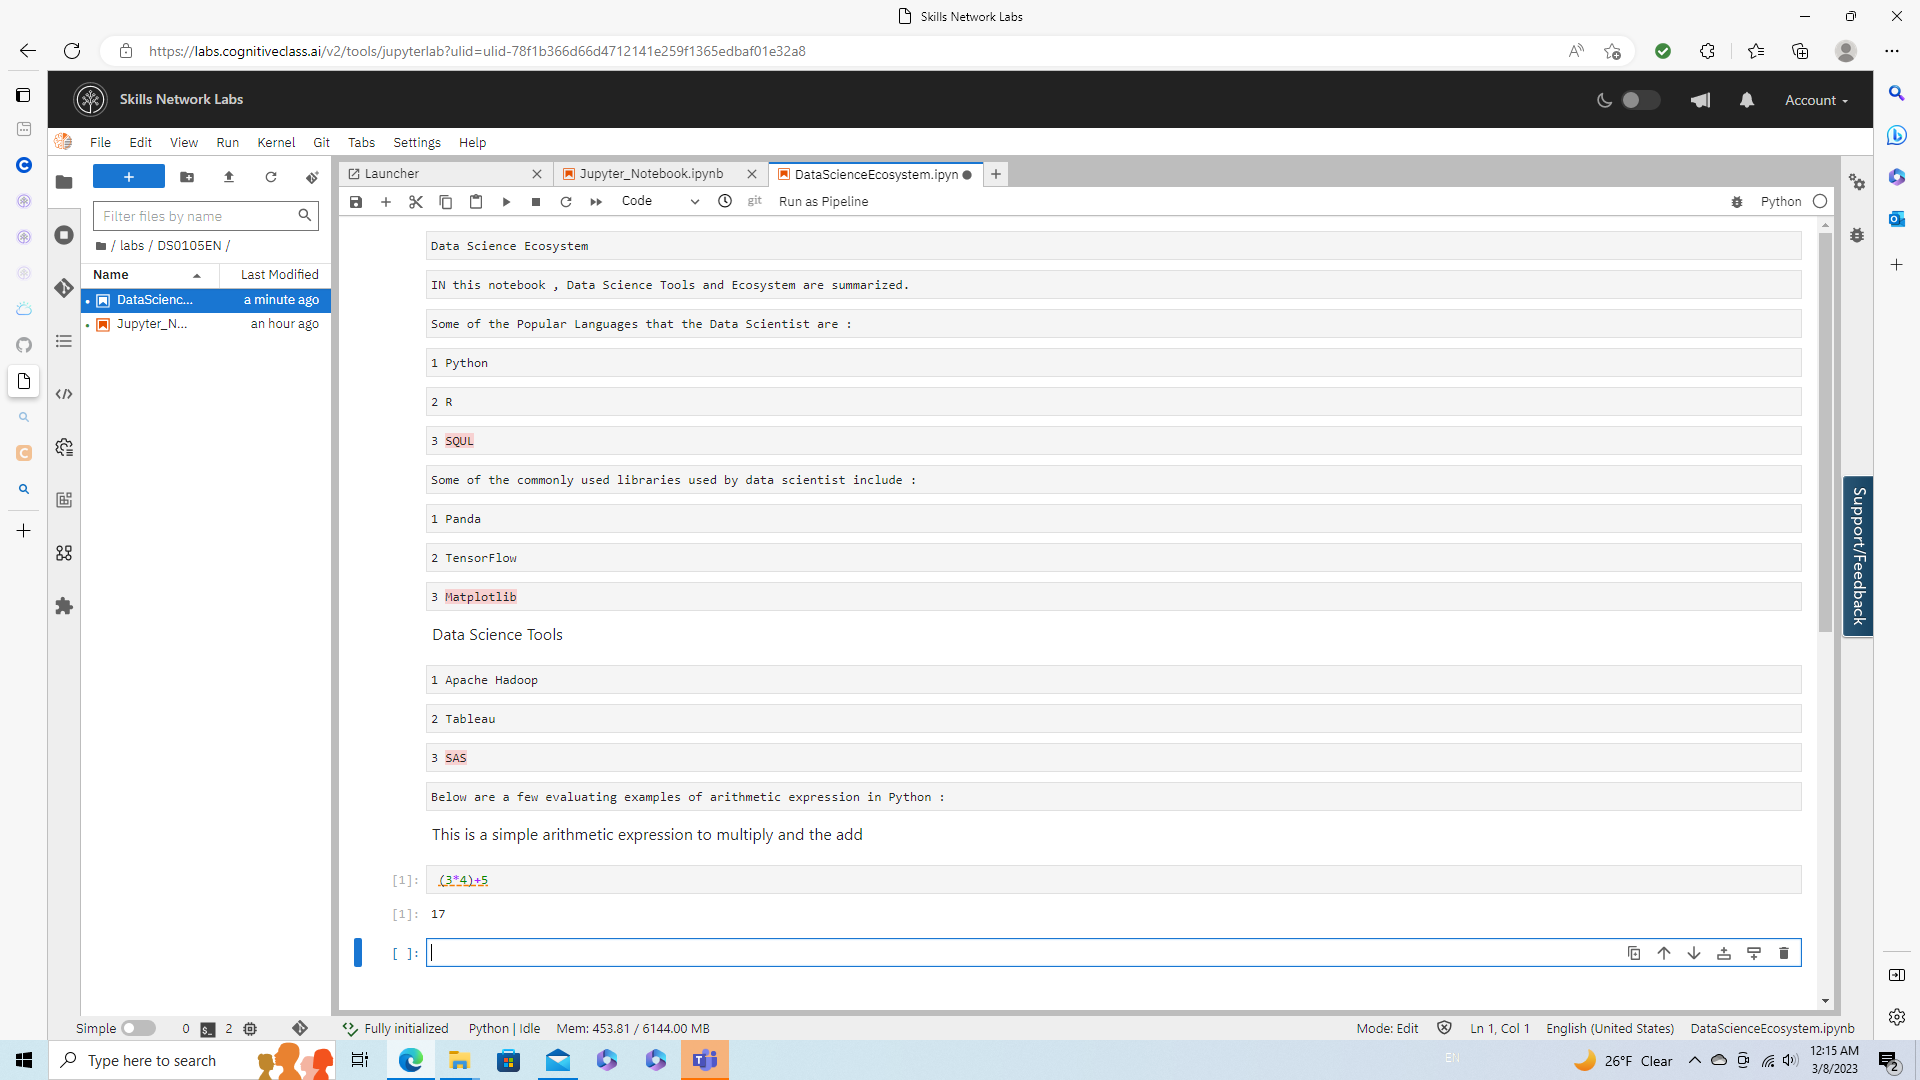 Skills Network Labs
https://labs.cognitiveclass.ai/v2/tools/jupyterlab?ulid=ulid-78f1b366d66d4712141e259f1365edbaf01e32a8
Skills Network Labs
Account
File Edit View Run Kernel Git Tabs Settings Help
Launcher
Jupyter_Notebook.ipynb
DataScienceEcosystem.ipyn
Code
git
Run as Pipeline
Python
Filter files by name
/ labs / DS0105EN /
Name Last Modified
DataScienc... a minute ago
Jupyter_N... an hour ago
Data Science Ecosystem
IN this notebook , Data Science Tools and Ecosystem are summarized.
Some of the Popular Languages that the Data Scientist are :
1 Python
2 R
3 SQUL
Some of the commonly used libraries used by data scientist include :
1 Panda
2 TensorFlow
3 Matplotlib
Data Science Tools
1 Apache Hadoop
2 Tableau
3 SAS
Below are a few evaluating examples of arithmetic expression in Python :
This is a simple arithmetic expression to multiply and the add
[1]: (3*4)+5
[1]: 17
[ ]:
Support/Feedback
Simple 0 2 Fully initialized Python | Idle Mem: 453.81 / 6144.00 MB Mode: Edit Ln 1, Col 1 English (United States) DataScienceEcosystem.ipynb
Type here to search
EN
26°F Clear
12:15 AM
3/8/2023
2